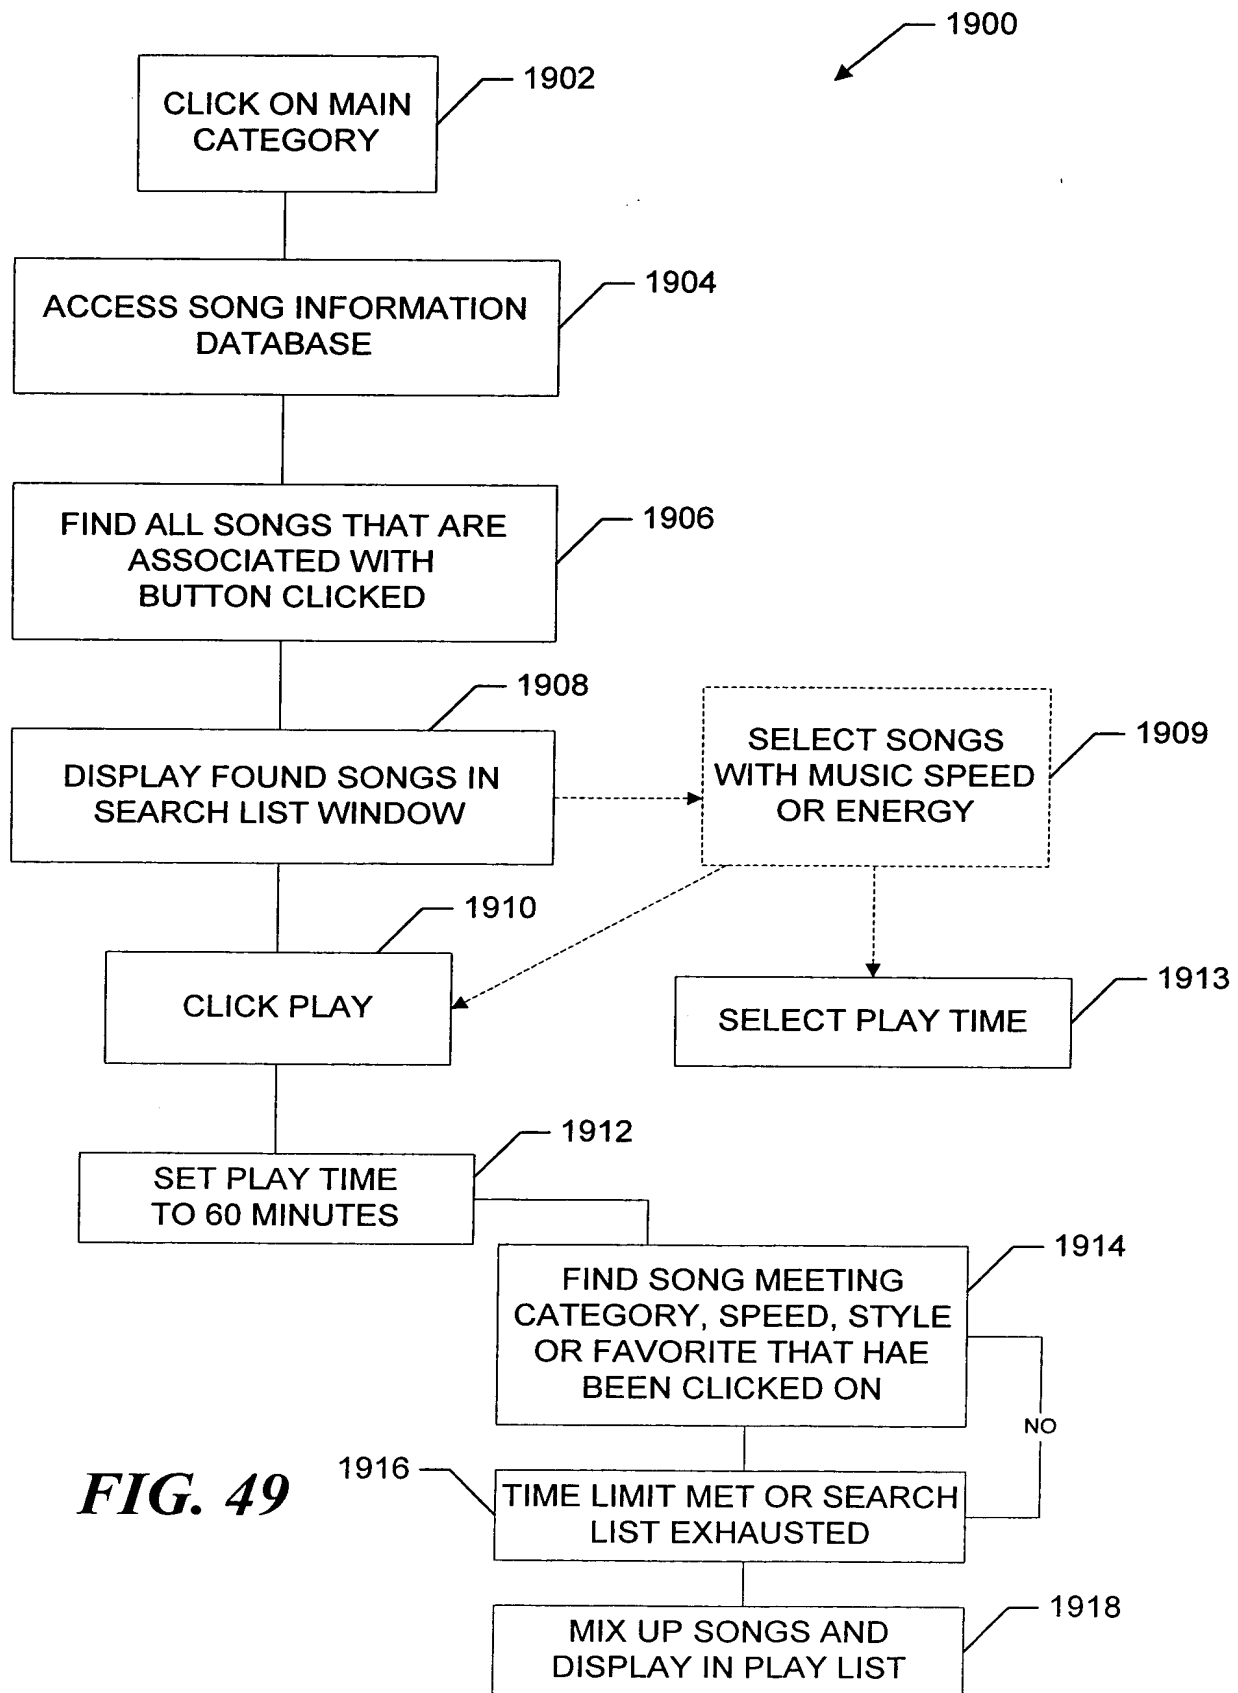 1900
1902
CLICK ON MAIN
CATEGORY
1904
ACCESS SONG INFORMATION
DATABASE
1906
FIND ALL SONGS THAT ARE
ASSOCIATED WITH
BUTTON CLICKED
1908
DISPLAY FOUND SONGS IN
SEARCH LIST WINDOW
1909
SELECT SONGS
WITH MUSIC SPEED
OR ENERGY
1910
CLICK PLAY
1913
SELECT PLAY TIME
1912
SET PLAY TIME
TO 60 MINUTES
1914
FIND SONG MEETING
CATEGORY, SPEED, STYLE
OR FAVORITE THAT HAE
BEEN CLICKED ON
NO
1916
TIME LIMIT MET OR SEARCH
LIST EXHAUSTED
1918
MIX UP SONGS AND
DISPLAY IN PLAY LIST
FIG. 49